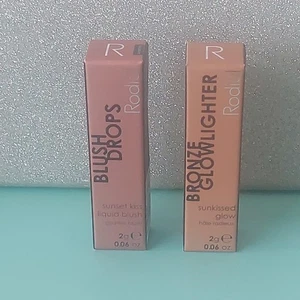 R
BLUSH
DROPS
Rodial
sunset kiss
liquid blush
2g e
0.06 oz
R
BRONZE
GLOWLIGHTER
Rodial
sunkissed
glow
2g e
0.06 oz